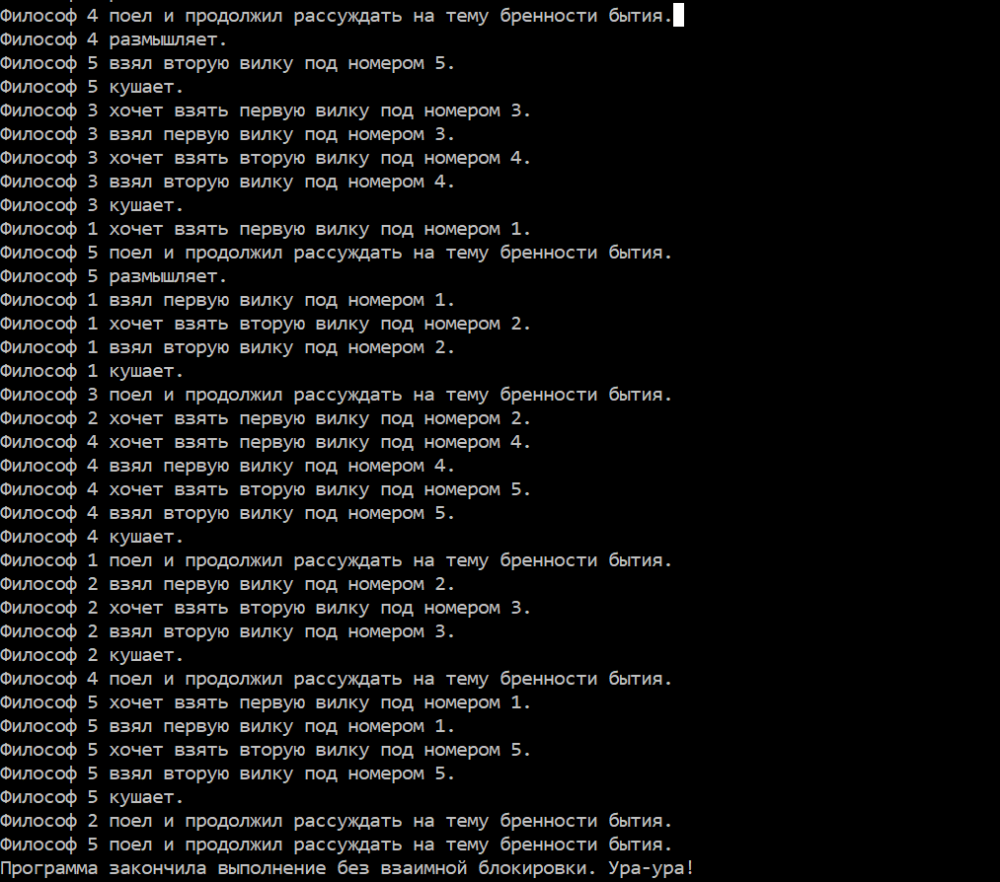 Философ 4 поел и продолжил рассуждать на тему бренности бытия.
Философ 4 размышляет.
Философ 5 взял вторую вилку под номером 5.
Философ 5 кушает.
Философ 3 хочет взять первую вилку под номером 3.
Философ 3 взял первую вилку под номером 3.
Философ 3 хочет взять вторую вилку под номером 4.
Философ 3 взял вторую вилку под номером 4.
Философ 3 кушает.
Философ 1 хочет взять первую вилку под номером 1.
Философ 5 поел и продолжил рассуждать на тему бренности бытия.
Философ 5 размышляет.
Философ 1 взял первую вилку под номером 1.
Философ 1 хочет взять вторую вилку под номером 2.
Философ 1 взял вторую вилку под номером 2.
Философ 1 кушает.
Философ 3 поел и продолжил рассуждать на тему бренности бытия.
Философ 2 хочет взять первую вилку под номером 2.
Философ 4 хочет взять первую вилку под номером 4.
Философ 4 взял первую вилку под номером 4.
Философ 4 хочет взять вторую вилку под номером 5.
Философ 4 взял вторую вилку под номером 5.
Философ 4 кушает.
Философ 1 поел и продолжил рассуждать на тему бренности бытия.
Философ 2 взял первую вилку под номером 2.
Философ 2 хочет взять вторую вилку под номером 3.
Философ 2 взял вторую вилку под номером 3.
Философ 2 кушает.
Философ 4 поел и продолжил рассуждать на тему бренности бытия.
Философ 5 хочет взять первую вилку под номером 1.
Философ 5 взял первую вилку под номером 1.
Философ 5 хочет взять вторую вилку под номером 5.
Философ 5 взял вторую вилку под номером 5.
Философ 5 кушает.
Философ 2 поел и продолжил рассуждать на тему бренности бытия.
Философ 5 поел и продолжил рассуждать на тему бренности бытия.
Программа закончила выполнение без взаимной блокировки. Ура-ура!